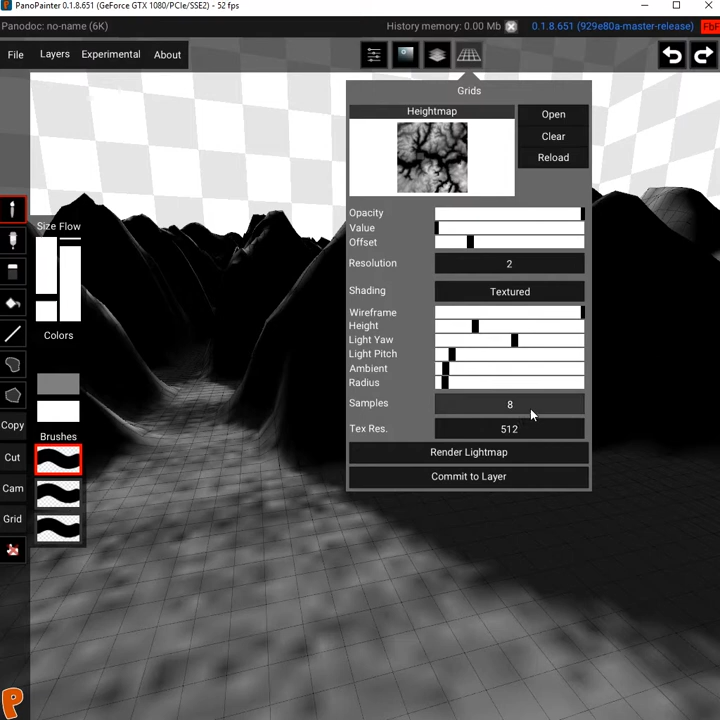 PanoPainter 0.1.8.651 (GeForce GTX 1080/PCIe/SSE2) - 52 fps
Panodoc: no-name (6K)
History memory: 0.00 Mb
0.1.8.651 (929e80a-master-release)
FbF
File
Layers
Experimental
About
Grids
Heightmap
Open
Clear
Reload
Opacity
Value
Offset
Resolution 2
Shading Textured
Wireframe
Height
Light Yaw
Light Pitch
Ambient
Radius
Samples 8
Tex Res. 512
Render Lightmap
Commit to Layer
Size Flow
Colors
Brushes
Copy
Cut
Cam
Grid